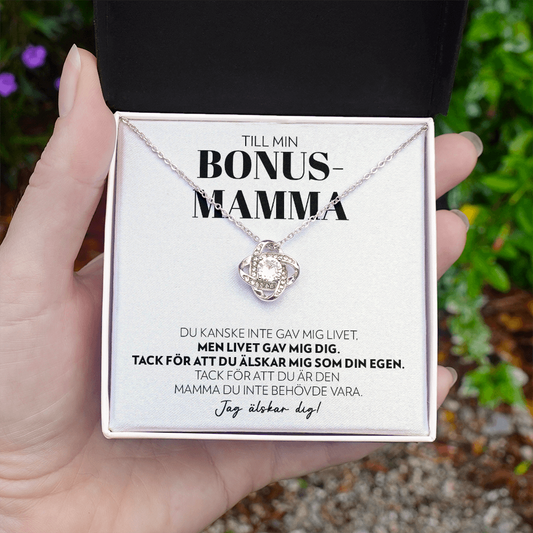 TILL MIN
BONUS-
MAMMA
DU KANSKE INTE GAV MIG LIVET,
MEN LIVET GAV MIG DIG.
TACK FÖR ATT DU ÄLSKAR MIG SOM DIN EGEN.
TACK FÖR ATT DU ÄR DEN
MAMMA DU INTE BEHÖVDE VARA.
Jag älskar dig!